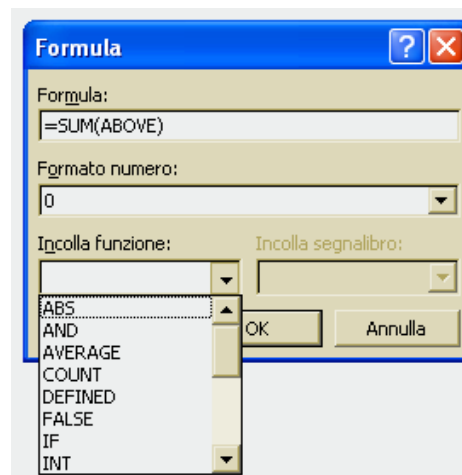 Formula
Formula:
=SUM(ABOVE)
Formato numero:
0
Incolla funzione: Incolla segnalibro:
ABS
AND
AVERAGE
COUNT
DEFINED
FALSE
IF
INT
OK Annulla